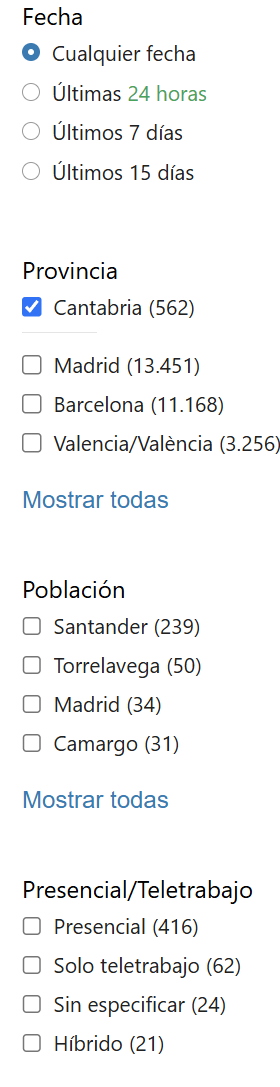 Fecha
Cualquier fecha
Últimas 24 horas
Últimos 7 días
Últimos 15 días
Provincia
Cantabria (562)
Madrid (13.451)
Barcelona (11.168)
Valencia/València (3.256)
Mostrar todas
Población
Santander (239)
Torrelavega (50)
Madrid (34)
Camargo (31)
Mostrar todas
Presencial/Teletrabajo
Presencial (416)
Solo teletrabajo (62)
Sin especificar (24)
Híbrido (21)